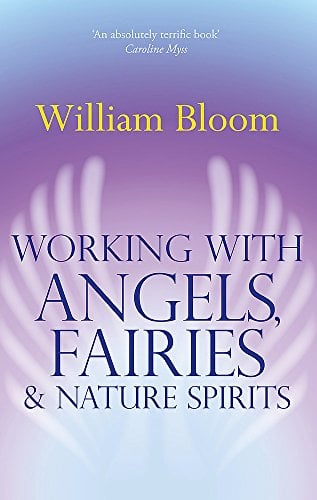 'An absolutely terrific book'
Caroline Myss
William Bloom
WORKING WITH
ANGELS,
FAIRIES
& NATURE SPIRITS